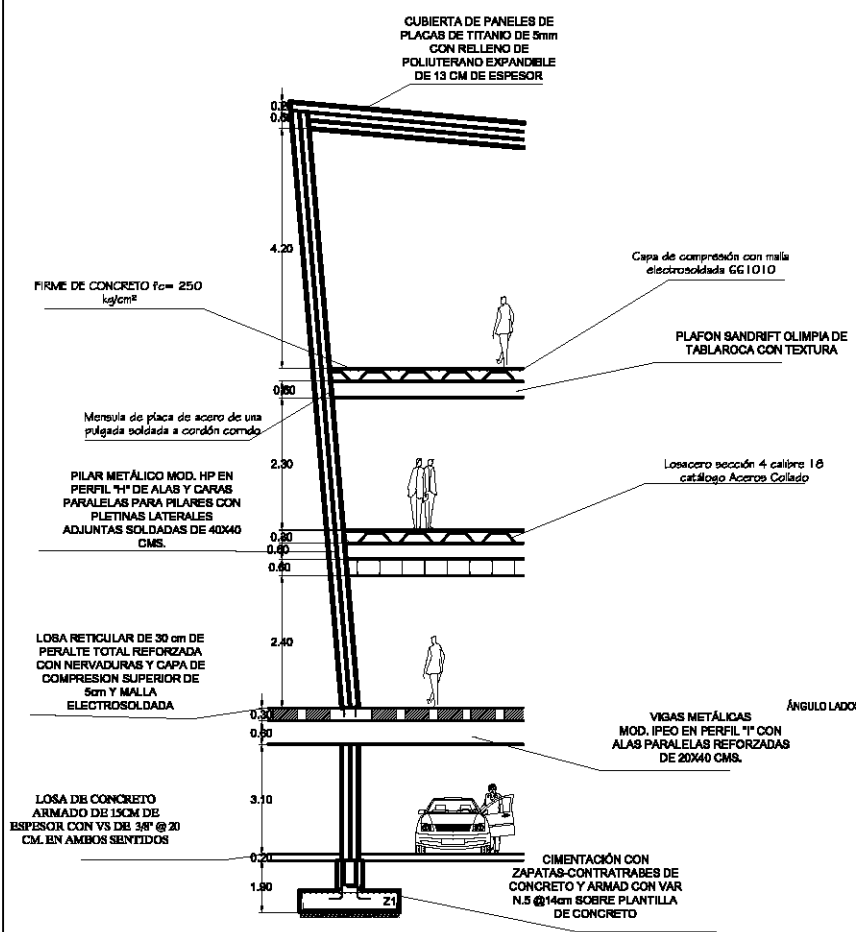 CUBIERTA DE PANELES DE
PLACAS DE TITANIO DE 5mm
CON RELLENO DE
POLIUTERANO EXPANDIBLE
DE 13 CM DE ESPESOR
0.20
0.60
4.20
Capa de compresión con malla
electrosoldada 661010
FIRME DE CONCRETO fc= 250
kg/cm²
PLAFON SANDRIFT OLIMPIA DE
TABLAROCA CON TEXTURA
0.60
Mensula de placa de acero de una
pulgada soldada a cordón corrido
2.30
Losacero sección 4 calibre 18
catálogo Aceros Collado
PILAR METÁLICO MOD. HP EN
PERFIL "H" DE ALAS Y CARAS
PARALELAS PARA PILARES CON
PLETINAS LATERALES
ADJUNTAS SOLDADAS DE 40X40
CMS.
0.30
0.60
0.60
2.40
LOSA RETICULAR DE 30 cm DE
PERALTE TOTAL REFORZADA
CON NERVADURAS Y CAPA DE
COMPRESION SUPERIOR DE
5cm Y MALLA
ELECTROSOLDADA
0.30
0.60
ÁNGULO LADOS
VIGAS METÁLICAS
MOD. IPEO EN PERFIL "I" CON
ALAS PARALELAS REFORZADAS
DE 20X40 CMS.
3.10
LOSA DE CONCRETO
ARMADO DE 15CM DE
ESPESOR CON VS DE 3/8" @ 20
CM. EN AMBOS SENTIDOS
0.20
1.90
Z1
CIMENTACIÓN CON
ZAPATAS-CONTRATRABES DE
CONCRETO Y ARMAD CON VAR
N.5 @14cm SOBRE PLANTILLA
DE CONCRETO